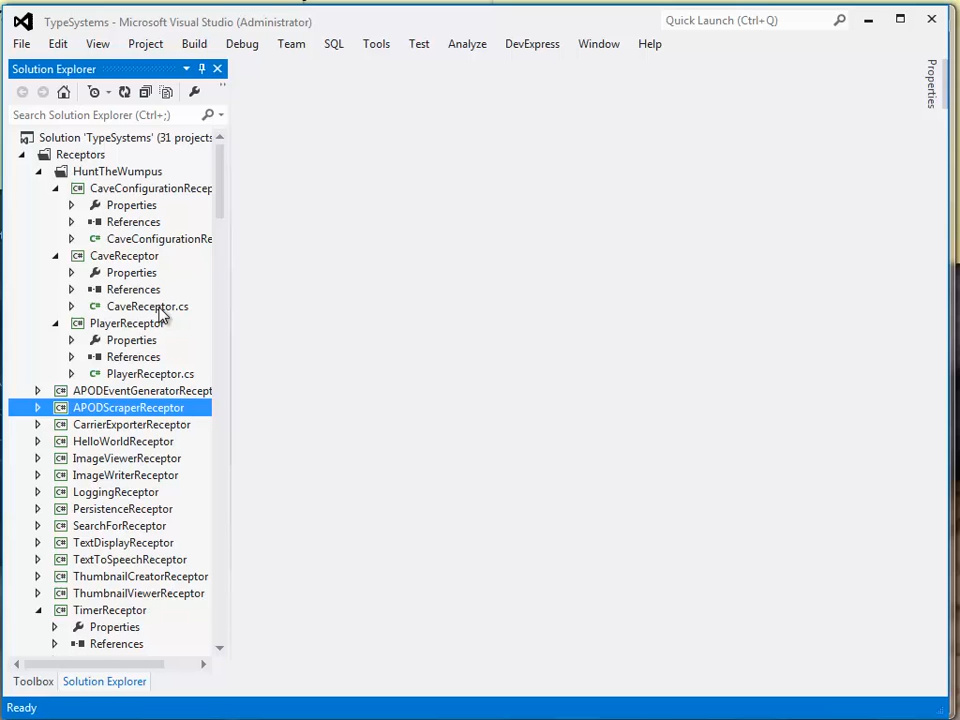 TypeSystems - Microsoft Visual Studio (Administrator)
Quick Launch (Ctrl+Q)
File Edit View Project Build Debug Team SQL Tools Test Analyze DevExpress Window Help
Solution Explorer
Properties
Search Solution Explorer (Ctrl+;)
Solution 'TypeSystems' (31 projects
Receptors
HuntTheWumpus
C# CaveConfigurationRecep
Properties
References
C# CaveConfigurationRe
C# CaveReceptor
Properties
References
C# CaveReceptor.cs
C# PlayerReceptor
Properties
References
C# PlayerReceptor.cs
C# APODEventGeneratorRecept
C# APODScraperReceptor
C# CarrierExporterReceptor
C# HelloWorldReceptor
C# ImageViewerReceptor
C# ImageWriterReceptor
C# LoggingReceptor
C# PersistenceReceptor
C# SearchForReceptor
C# TextDisplayReceptor
C# TextToSpeechReceptor
C# ThumbnailCreatorReceptor
C# ThumbnailViewerReceptor
C# TimerReceptor
Properties
References
Toolbox Solution Explorer
Ready